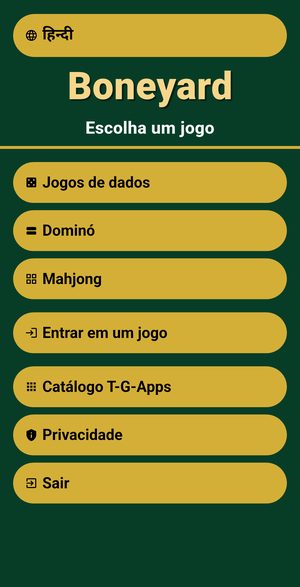 हिन्दी
Boneyard
Escolha um jogo
Jogos de dados
Dominó
Mahjong
Entrar em um jogo
Catálogo T-G-Apps
Privacidade
Sair